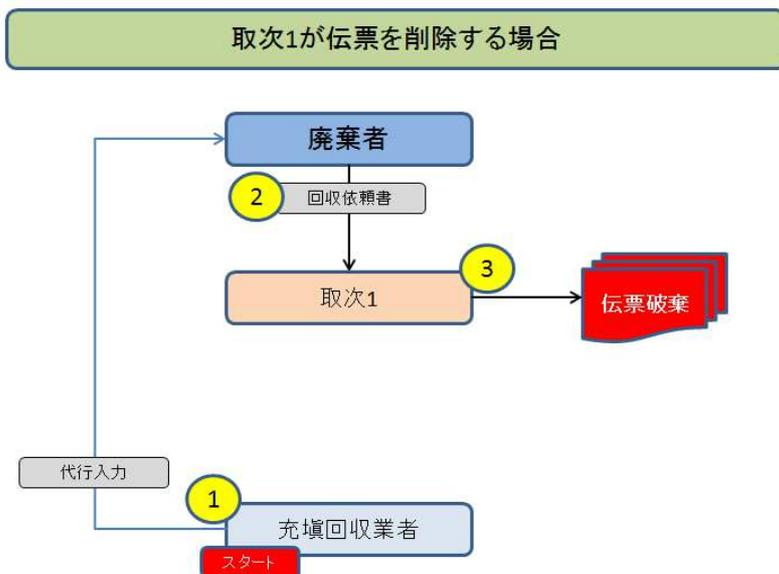 取次1が伝票を削除する場合
廃棄者
2
回収依頼書
3
取次1
伝票破棄
代行入力
1
充塡回収業者
スタート